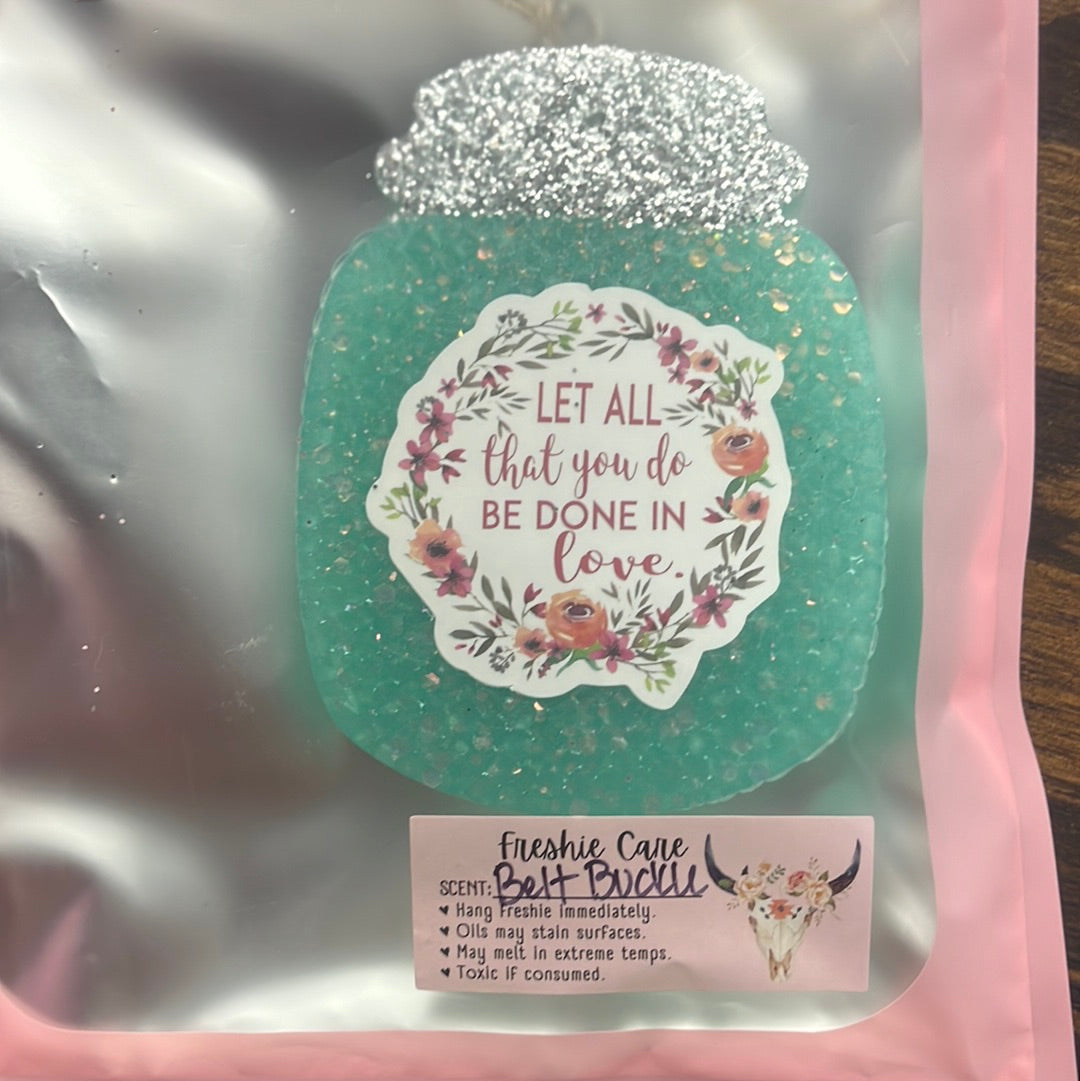 LET ALL
that you do
BE DONE IN
love.
Freshie Care
SCENT: Belt Buckle
♥ Hang Freshie immediately.
♥ Oils may stain surfaces.
♥ May melt in extreme temps.
♥ Toxic if consumed.